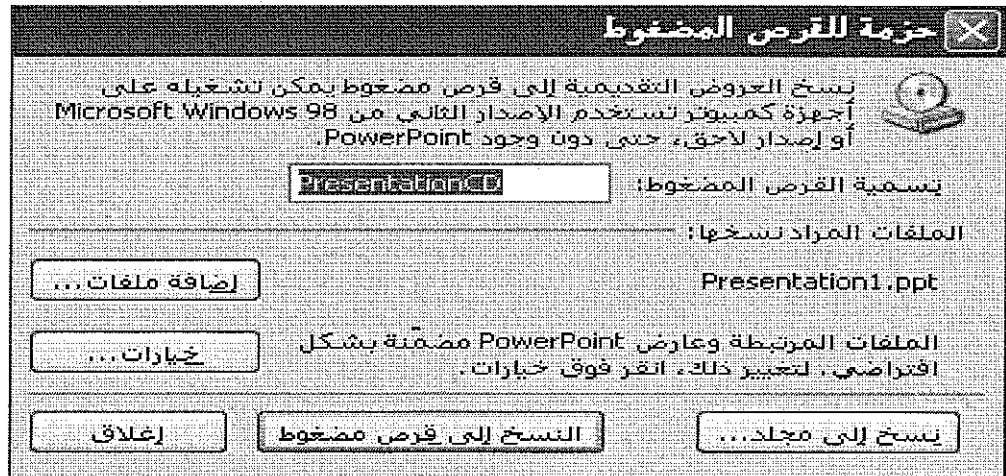 حزمة للقرص المضغوط
نسخ العروض التقديمية إلى قرص مضغوط يمكن تشغيله على
أجهزة كمبيوتر تستخدم الإصدار الثاني من Microsoft Windows 98
أو إصدار لاحق، حتى دون وجود PowerPoint.
تسمية القرص المضغوط:
PresentationCD
الملفات المراد نسخها:
Presentation1.ppt
إضافة ملفات...
الملفات المرتبطة وعارض PowerPoint مضمّنة بشكل
افتراضي. لتغيير ذلك، انقر فوق خيارات.
خيارات...
نسخ إلى مجلد...
النسخ إلى قرص مضغوط
إغلاق